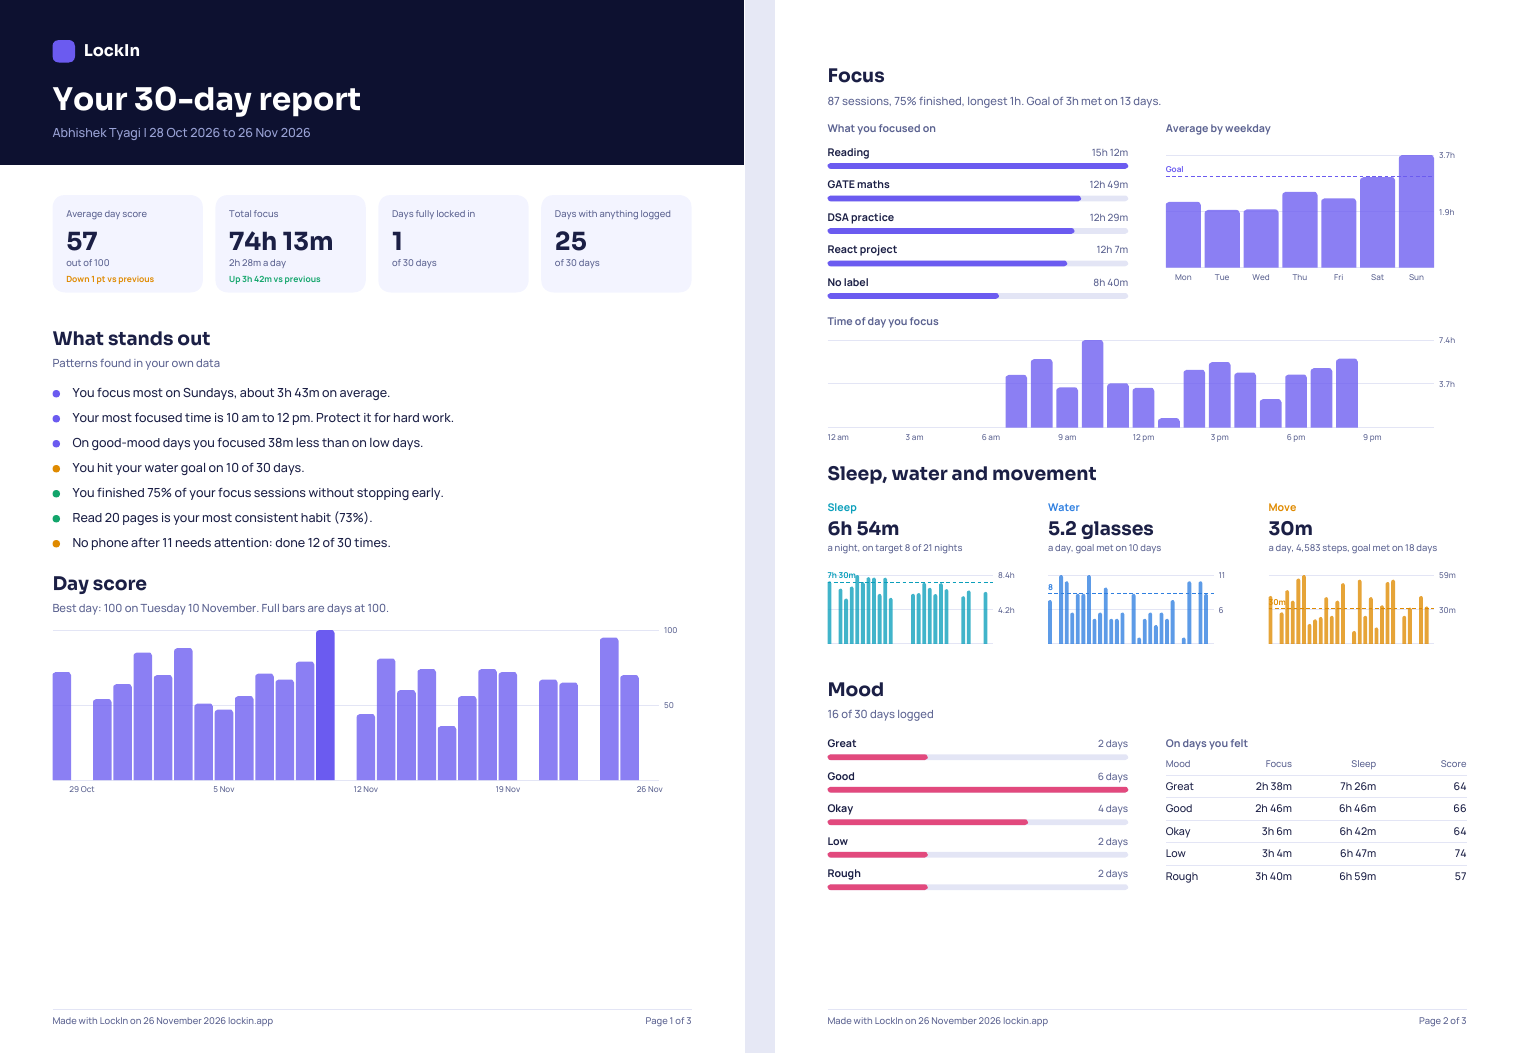 LockIn
Your 30-day report
Abhishek Tyagi | 28 Oct 2026 to 26 Nov 2026
Average day score
57
out of 100
Down 1 pt vs previous
Total focus
74h 13m
2h 28m a day
Up 3h 42m vs previous
Days fully locked in
1
of 30 days
Days with anything logged
25
of 30 days
What stands out
Patterns found in your own data
You focus most on Sundays, about 3h 43m on average.
Your most focused time is 10 am to 12 pm. Protect it for hard work.
On good-mood days you focused 38m less than on low days.
You hit your water goal on 10 of 30 days.
You finished 75% of your focus sessions without stopping early.
Read 20 pages is your most consistent habit (73%).
No phone after 11 needs attention: done 12 of 30 times.
Day score
Best day: 100 on Tuesday 10 November. Full bars are days at 100.
100
50
29 Oct 5 Nov 12 Nov 19 Nov 26 Nov
Made with LockIn on 26 November 2026 lockin.app Page 1 of 3
Focus
87 sessions, 75% finished, longest 1h. Goal of 3h met on 13 days.
What you focused on
Reading 15h 12m
GATE maths 12h 49m
DSA practice 12h 29m
React project 12h 7m
No label 8h 40m
Average by weekday
3.7h
Goal
1.9h
Mon Tue Wed Thu Fri Sat Sun
Time of day you focus
7.4h
3.7h
12 am 3 am 6 am 9 am 12 pm 3 pm 6 pm 9 pm
Sleep, water and movement
Sleep
6h 54m
a night, on target 8 of 21 nights
7h 30m
8.4h
4.2h
Water
5.2 glasses
a day, goal met on 10 days
11
8
6
Move
30m
a day, 4,583 steps, goal met on 18 days
59m
30m
30m
Mood
16 of 30 days logged
Great 2 days
Good 6 days
Okay 4 days
Low 2 days
Rough 2 days
On days you felt
Mood Focus Sleep Score
Great 2h 38m 7h 26m 64
Good 2h 46m 6h 46m 66
Okay 3h 6m 6h 42m 64
Low 3h 4m 6h 47m 74
Rough 3h 40m 6h 59m 57
Made with LockIn on 26 November 2026 lockin.app Page 2 of 3